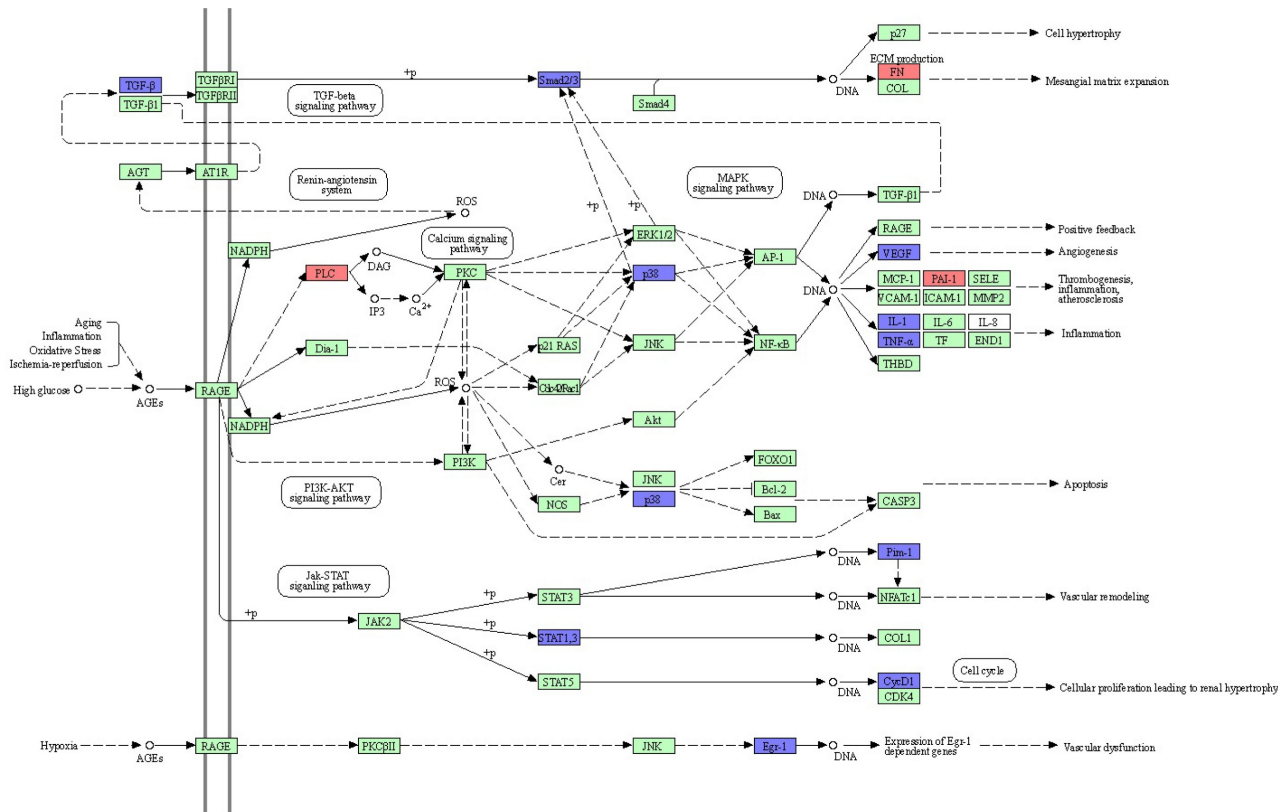 p27
Cell hypertrophy
ECM production
TGF-β
TGFβRI
+p
Smad2/3
FN
Mesangial matrix expansion
TGF-β1
TGFβRII
TGF-beta
signaling pathway
Smad4
DNA
COL
AGT
AT1R
Renin-angiotensin
system
MAPK
signaling pathway
ROS
DNA
TGF-β1
+p
+p
NADPH
Calcium signaling
pathway
ERK1/2
RAGE
Positive feedback
DAG
AP-1
VEGF
Angiogenesis
PLC
PKC
p38
MCP-1
PAI-1
SELE
Thrombogenesis,
inflammation,
atherosclerosis
IP3
Ca2+
DNA
VCAM-1
ICAM-1
MMP2
Aging
Inflammation
Oxidative Stress
Ischemia-reperfusion
Dia-1
p21 RAS
JNK
NF-κB
IL-1
IL-6
IL-8
Inflammation
TNF-α
TF
END1
THBD
High glucose
AGEs
RAGE
ROS
NADPH
Akt
PI3K
PI3K-AKT
signaling pathway
Cer
JNK
p38
NOS
FOXO1
Bcl-2
Bax
CASP3
Apoptosis
Jak-STAT
siganling pathway
DNA
Pim-1
+p
JAK2
STAT3
DNA
NFATc1
Vascular remodeling
+p
STAT1,3
DNA
COL1
+p
STAT5
DNA
CycD1
CDK4
Cell cycle
Cellular proliferation leading to renal hypertrophy
Hypoxia
AGEs
RAGE
PKCβII
JNK
Egr-1
DNA
Expression of Egr-1
dependent genes
Vascular dysfunction